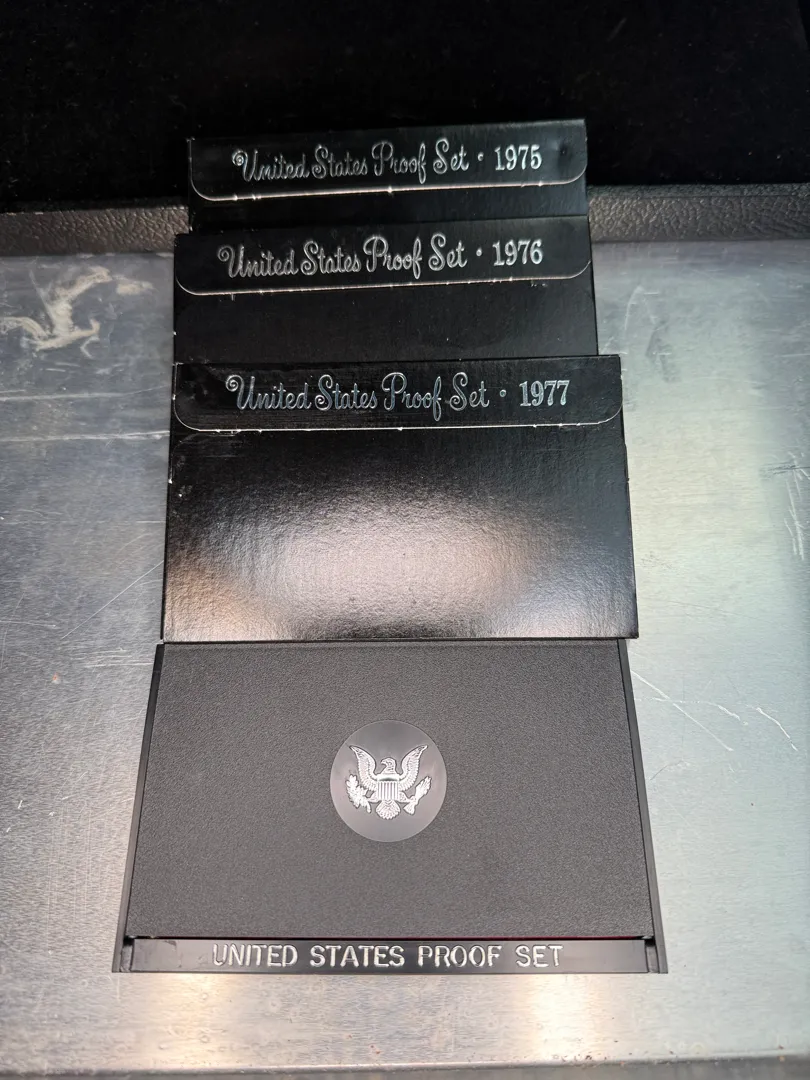 United States Proof Set • 1975
United States Proof Set • 1976
United States Proof Set • 1977
UNITED STATES PROOF SET